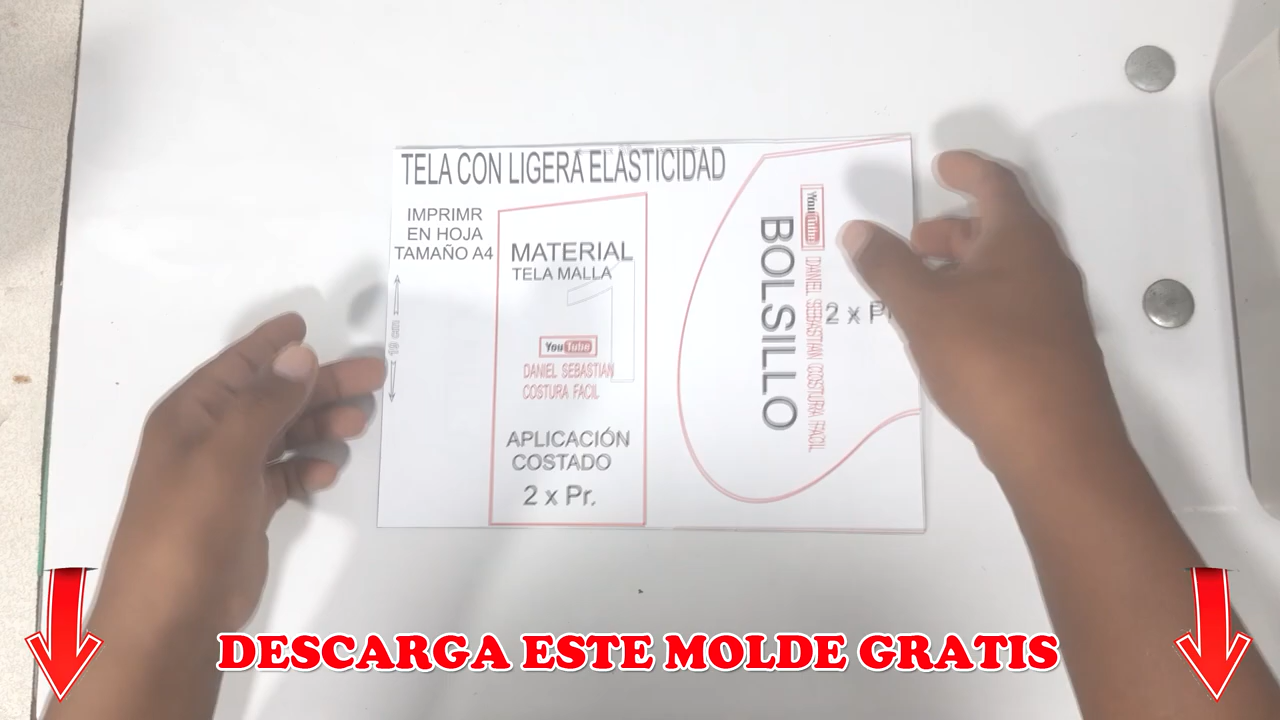 TELA CON LIGERA ELASTICIDAD
IMPRIMR
EN HOJA
TAMAÑO A4
MATERIAL
TELA MALLA
1
YouTube
DANIEL SEBASTIAN
COSTURA FACIL
APLICACIÓN
COSTADO
2 x Pr.
BOLSILLO
YouTube
DANIEL SEBASTIAN COSTURA FACIL
2 x Pr
DESCARGA ESTE MOLDE GRATIS